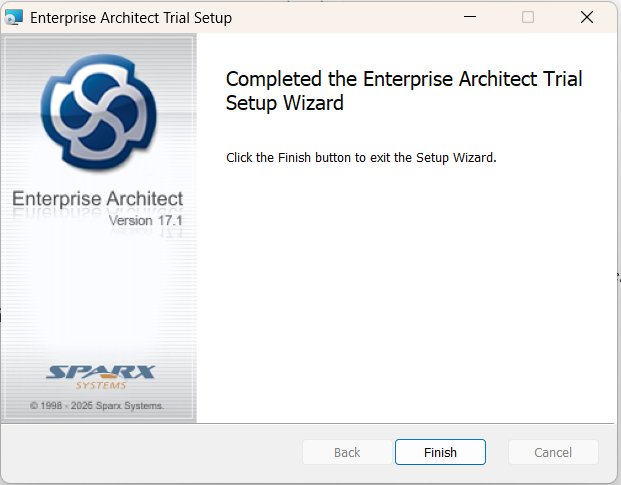 Enterprise Architect Trial Setup
Completed the Enterprise Architect Trial
Setup Wizard
Click the Finish button to exit the Setup Wizard.
Enterprise Architect
Version 17.1
SPARX
SYSTEMS
© 1998 - 2025 Sparx Systems.
Back
Finish
Cancel